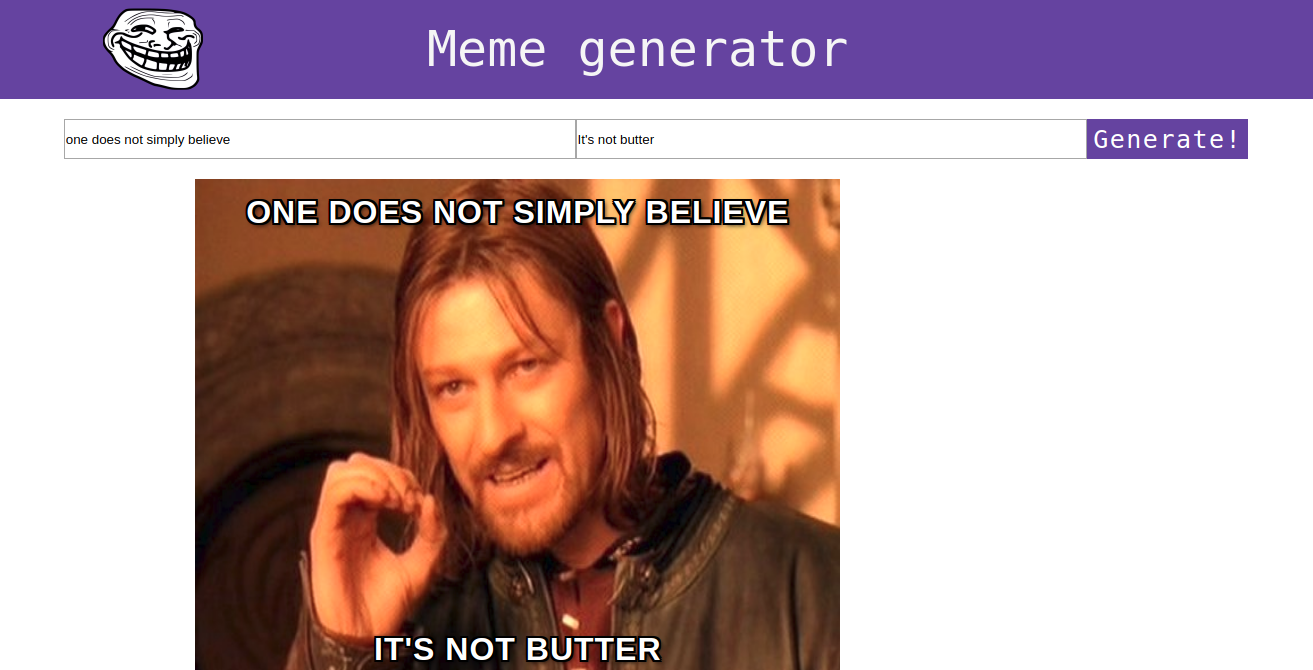 Meme generator
one does not simply believe
It's not butter
Generate!
ONE DOES NOT SIMPLY BELIEVE
IT'S NOT BUTTER